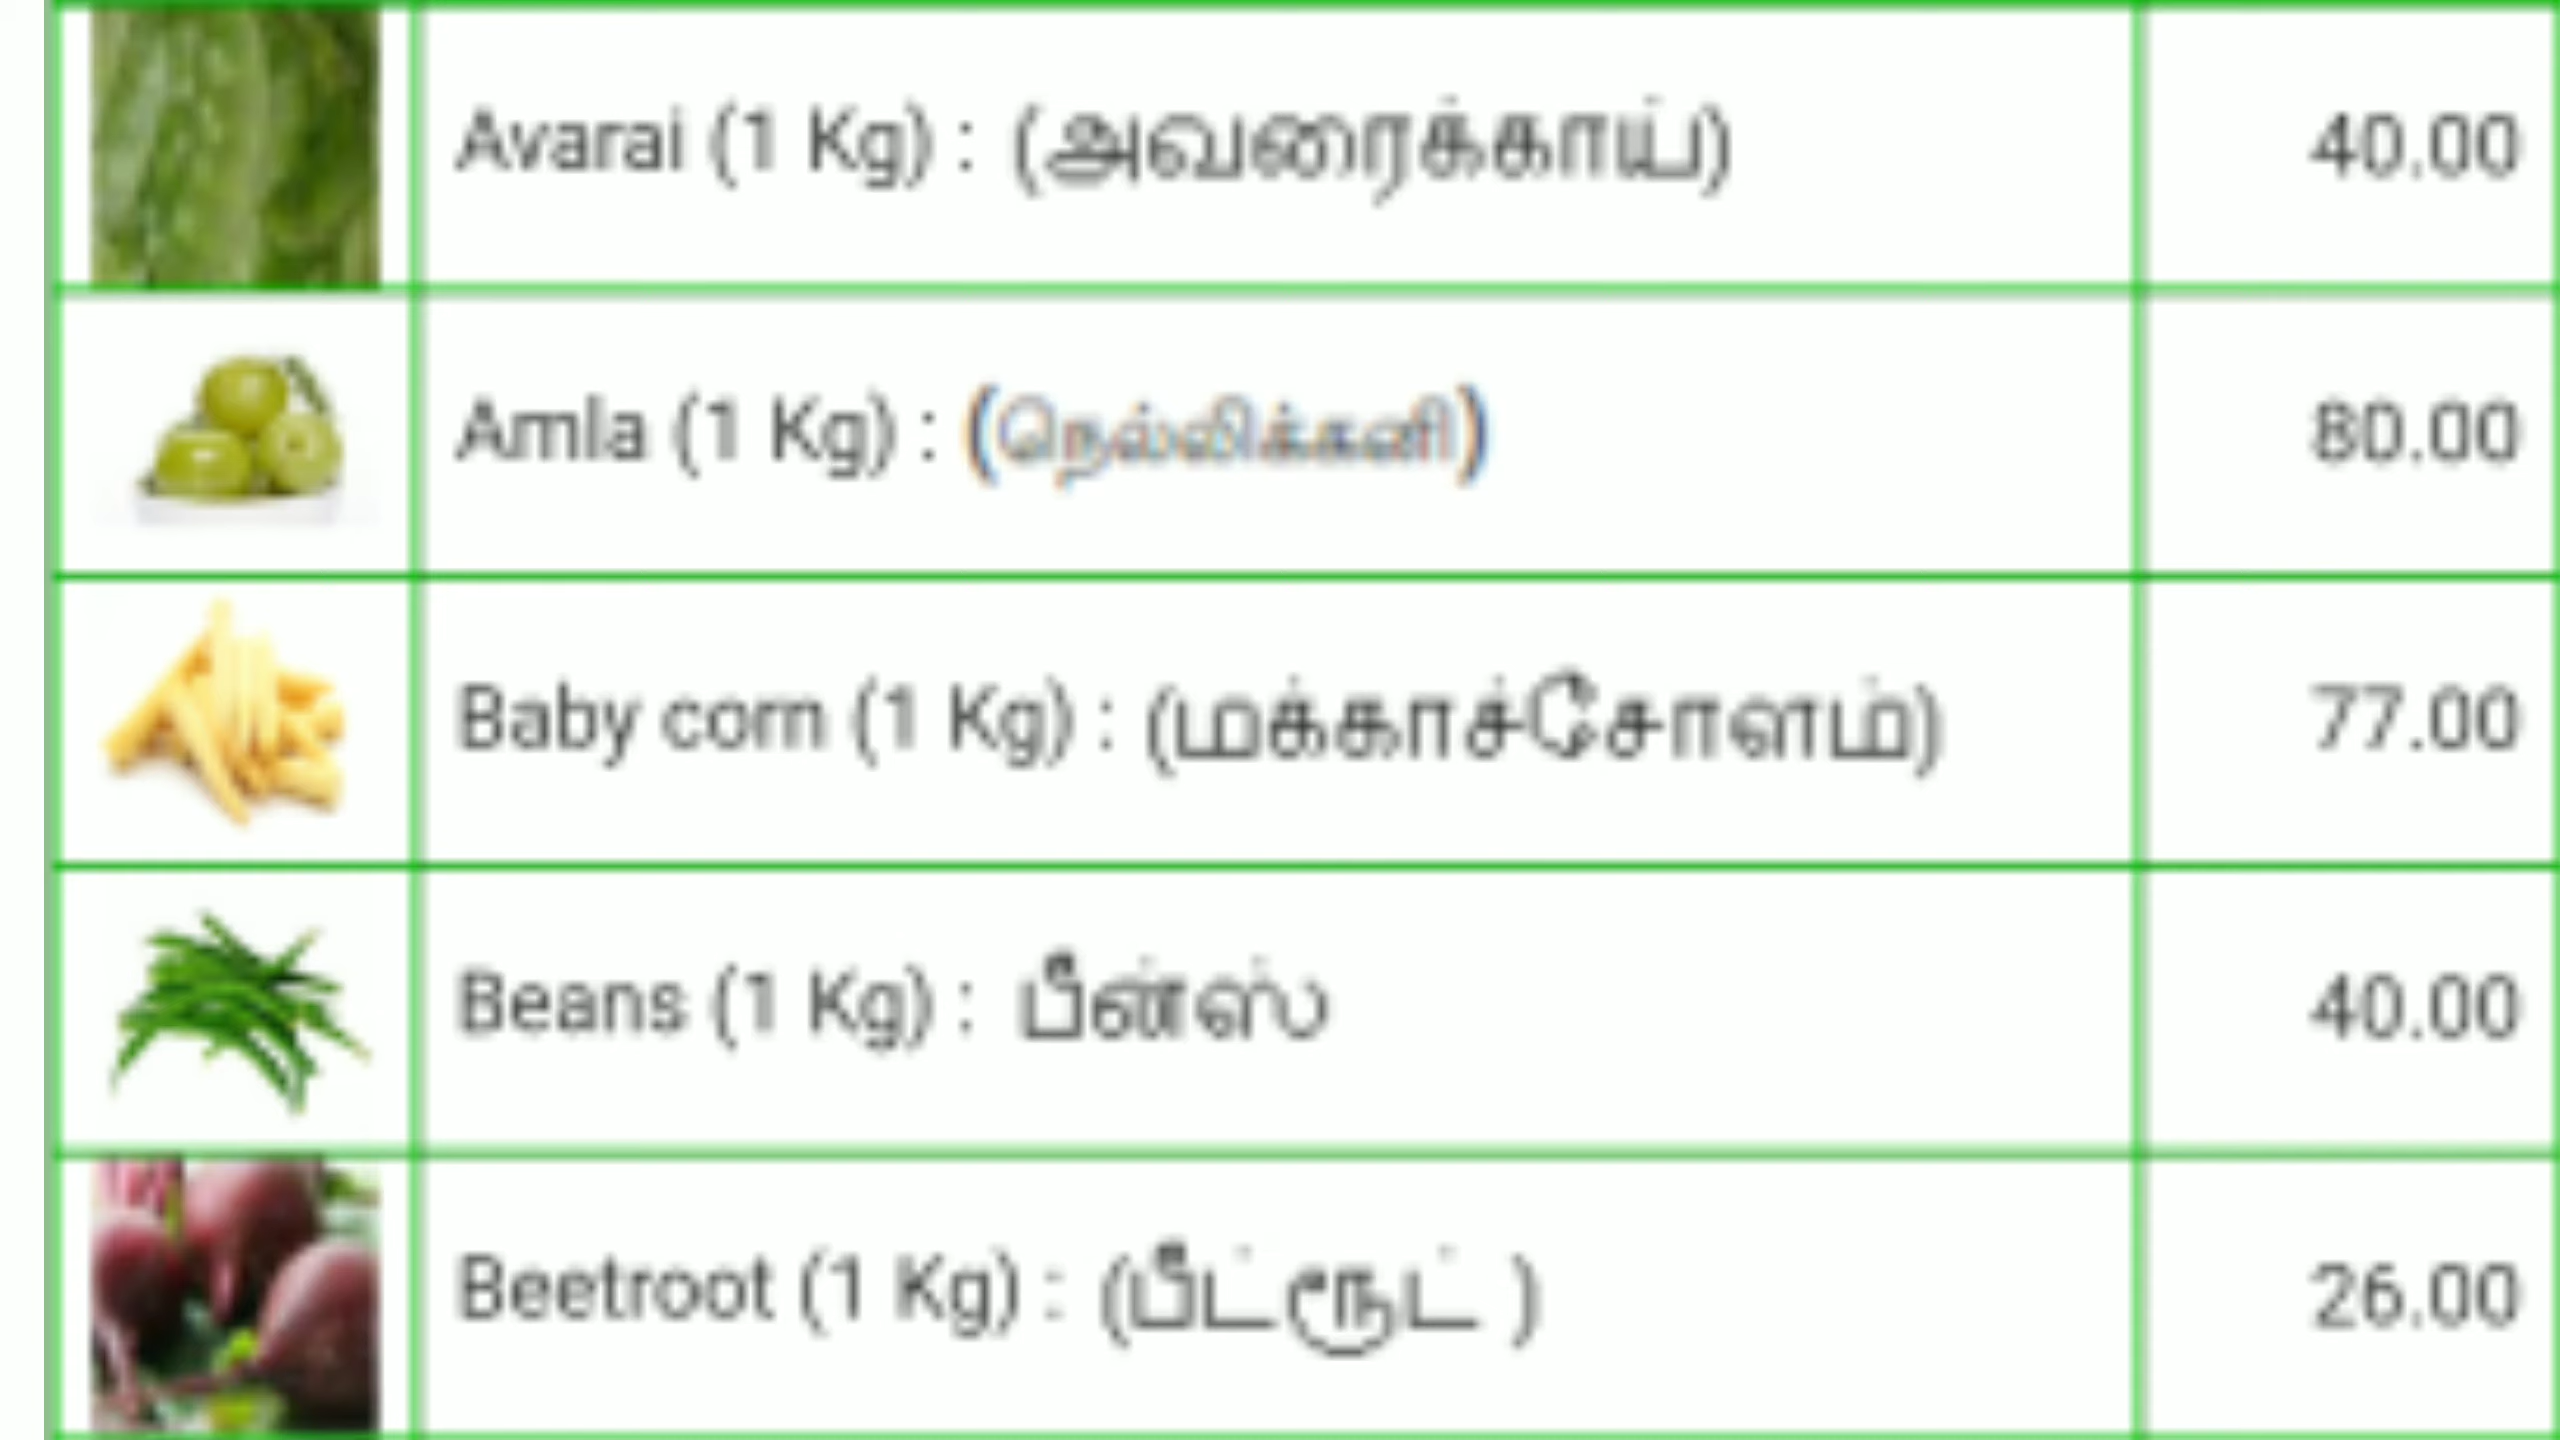 Avarai (1 Kg) : (அவரைக்காய்) 40.00
Amla (1 Kg) : (நெல்லிக்கனி) 80.00
Baby corn (1 Kg) : (மக்காச்சோளம்) 77.00
Beans (1 Kg) : பீன்ஸ் 40.00
Beetroot (1 Kg) : (பீட்ரூட் ) 26.00